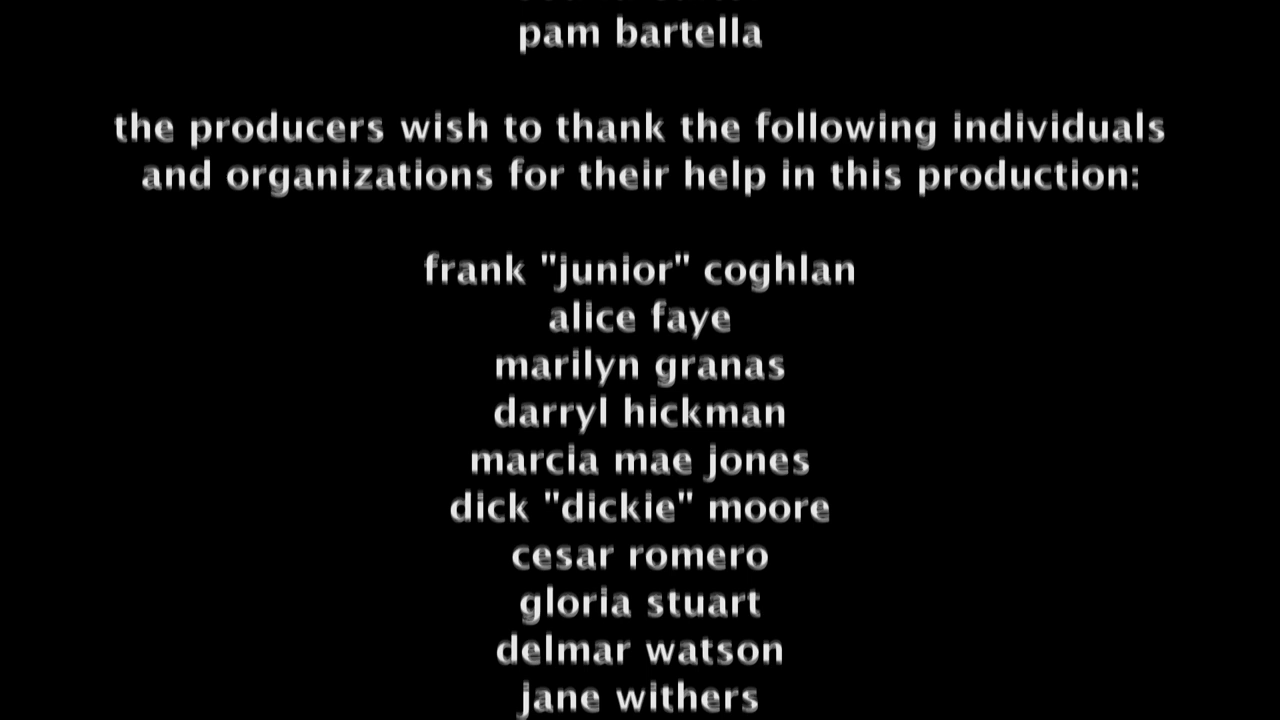 pam bartella
the producers wish to thank the following individuals
and organizations for their help in this production:
frank "junior" coghlan
alice faye
marilyn granas
darryl hickman
marcia mae jones
dick "dickie" moore
cesar romero
gloria stuart
delmar watson
jane withers